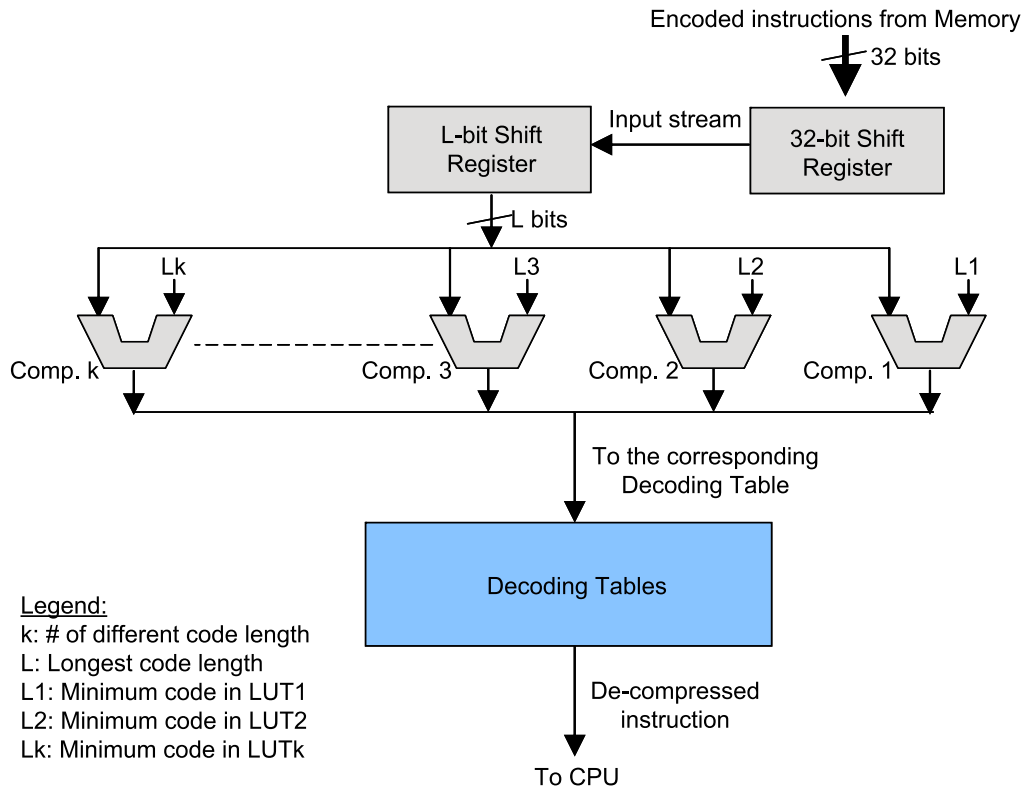 Encoded instructions from Memory
32 bits
L-bit Shift
Register
Input stream
32-bit Shift
Register
L bits
Lk
L3
L2
L1
Comp. k
Comp. 3
Comp. 2
Comp. 1
To the corresponding
Decoding Table
Decoding Tables
Legend:
k: # of different code length
L: Longest code length
L1: Minimum code in LUT1
L2: Minimum code in LUT2
Lk: Minimum code in LUTk
De-compressed
instruction
To CPU